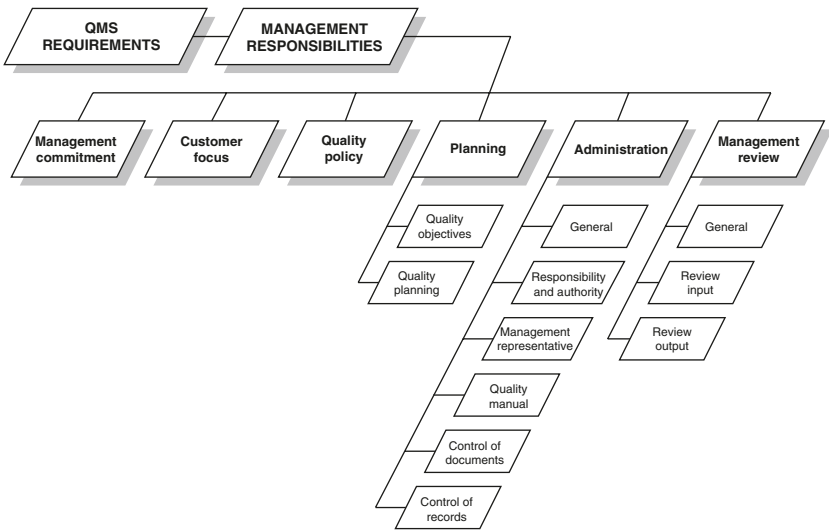 QMS
REQUIREMENTS
MANAGEMENT
RESPONSIBILITIES
Management
commitment
Customer
focus
Quality
policy
Planning
Administration
Management
review
Quality
objectives
Quality
planning
General
Responsibility
and authority
Management
representative
Quality
manual
Control of
documents
Control of
records
General
Review
input
Review
output